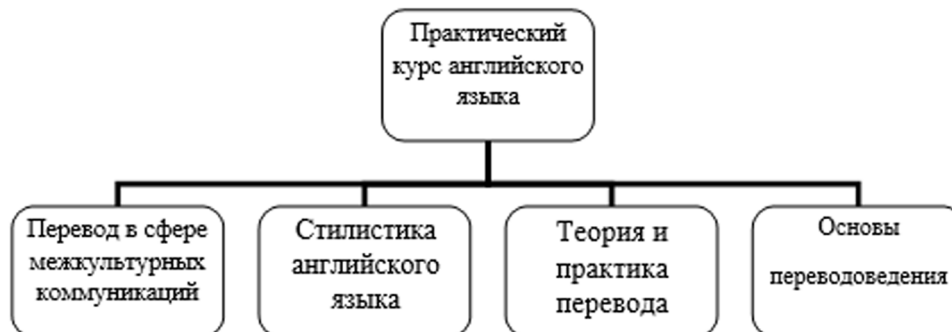 Практический
курс английского
языка
Перевод в сфере
межкультурных
коммуникаций
Стилистика
английского
языка
Теория и
практика
перевода
Основы
переводоведения